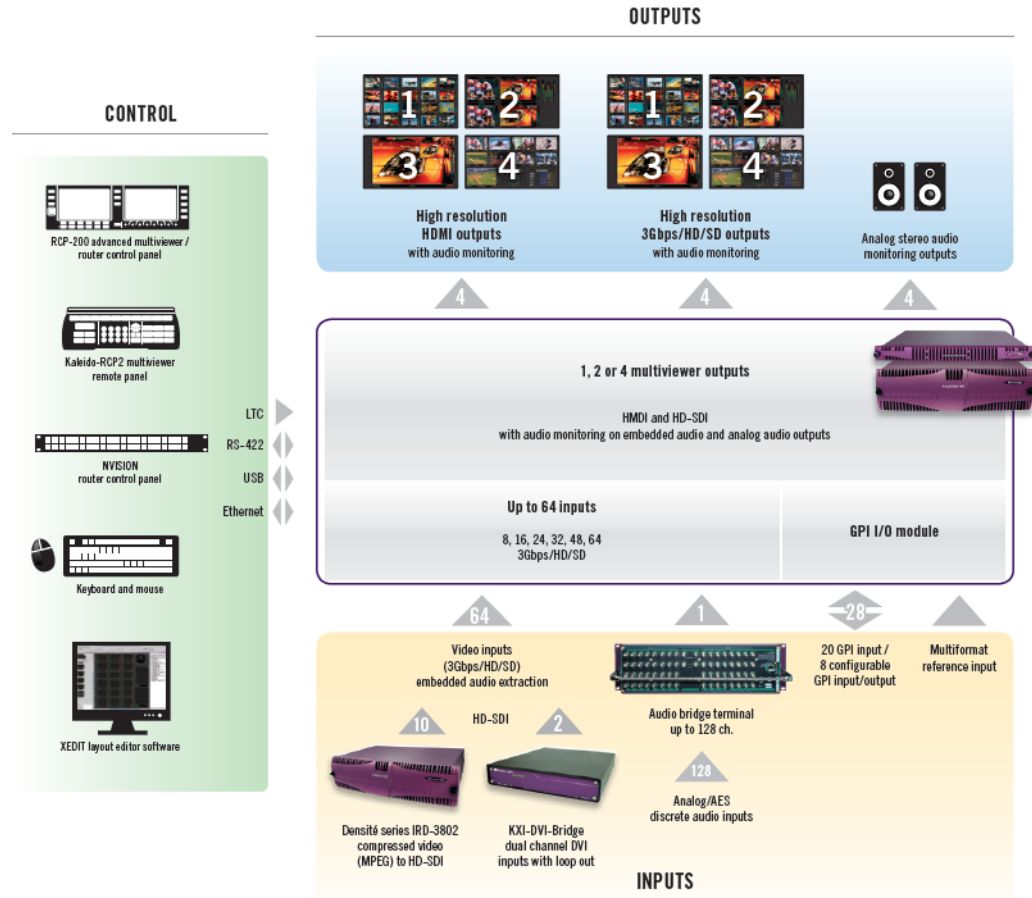 OUTPUTS
CONTROL
RCP-200 advanced multiviewer /
router control panel
Kaleido-RCP2 multiviewer
remote panel
NVISION
router control panel
Keyboard and mouse
XEDIT layout editor software
LTC
RS-422
USB
Ethernet
1
2
3
4
High resolution
HDMI outputs
with audio monitoring
1
2
3
4
High resolution
3Gbps/HD/SD outputs
with audio monitoring
Analog stereo audio
monitoring outputs
4
4
4
1, 2 or 4 multiviewer outputs
HMDI and HD-SDI
with audio monitoring on embedded audio and analog audio outputs
Up to 64 inputs
8, 16, 24, 32, 48, 64
3Gbps/HD/SD
GPI I/O module
64
1
28
Video inputs
(3Gbps/HD/SD)
embedded audio extraction
HD-SDI
10
2
Densité series IRD-3802
compressed video
(MPEG) to HD-SDI
KXI-DVI-Bridge
dual channel DVI
inputs with loop out
Audio bridge terminal
up to 128 ch.
128
Analog/AES
discrete audio inputs
20 GPI input /
8 configurable
GPI input/output
Multiformat
reference input
INPUTS